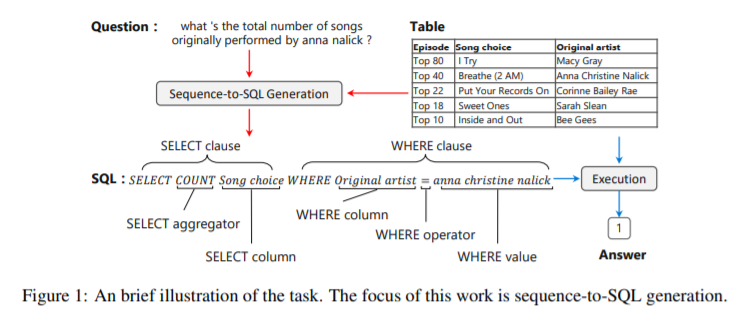 Question : what 's the total number of songs
originally performed by anna nalick ?
Table
Episode Song choice Original artist
Top 80 I Try Macy Gray
Top 40 Breathe (2 AM) Anna Christine Nalick
Top 22 Put Your Records On Corinne Bailey Rae
Top 18 Sweet Ones Sarah Slean
Top 10 Inside and Out Bee Gees
Sequence-to-SQL Generation
SELECT clause WHERE clause
SQL : SELECT COUNT Song choice WHERE Original artist = anna christine nalick
Execution
SELECT aggregator
SELECT column
WHERE column
WHERE operator
WHERE value
1
Answer
Figure 1: An brief illustration of the task. The focus of this work is sequence-to-SQL generation.